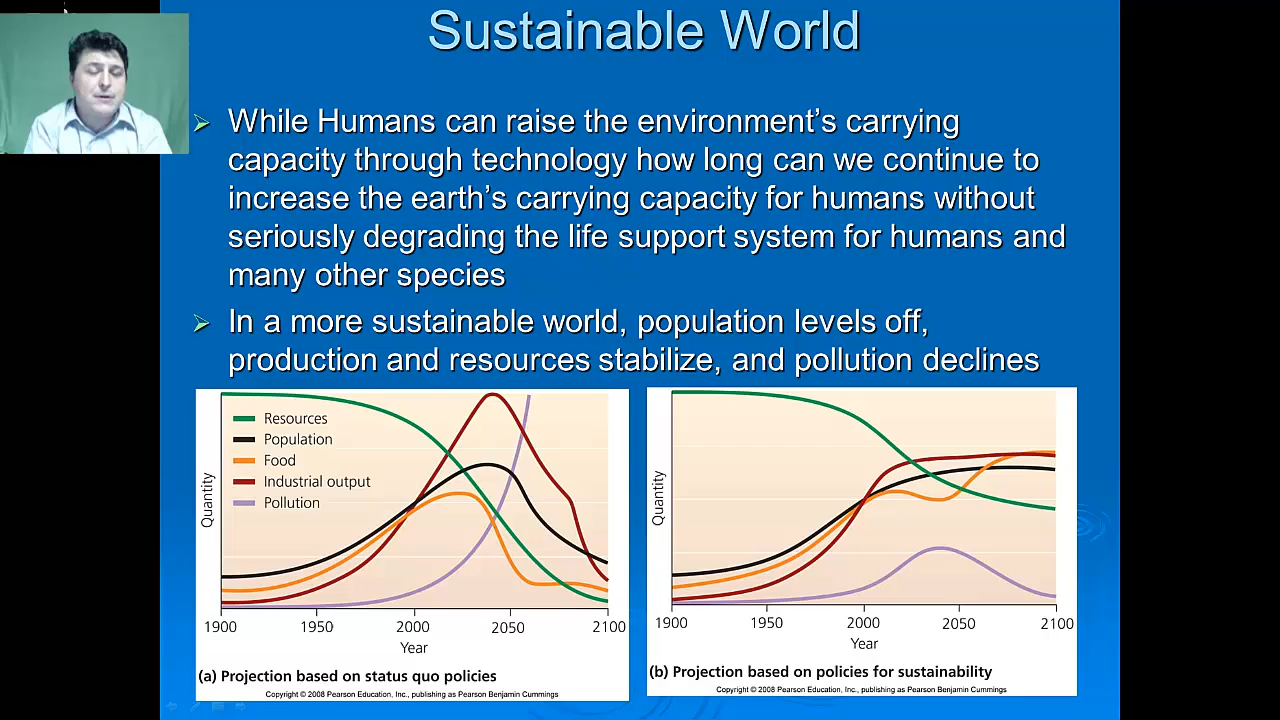 Sustainable World
While Humans can raise the environment's carrying
capacity through technology how long can we continue to
increase the earth's carrying capacity for humans without
seriously degrading the life support system for humans and
many other species
In a more sustainable world, population levels off,
production and resources stabilize, and pollution declines
Resources
Population
Food
Industrial output
Pollution
Quantity
1900 1950 2000 2050 2100
Year
(a) Projection based on status quo policies
Copyright © 2008 Pearson Education, Inc., publishing as Pearson Benjamin Cummings
Quantity
1900 1950 2000 2050 2100
Year
(b) Projection based on policies for sustainability
Copyright © 2008 Pearson Education, Inc., publishing as Pearson Benjamin Cummings